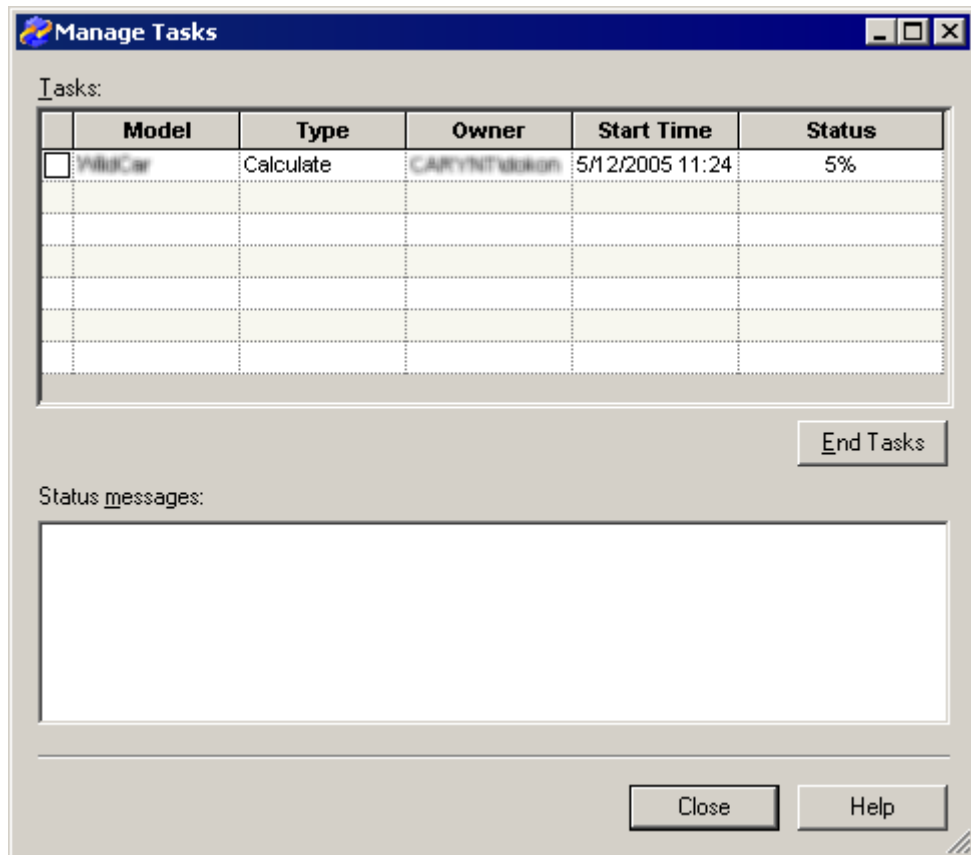 Manage Tasks
Tasks:
Model Type Owner Start Time Status
Calculate 5/12/2005 11:24 5%
End Tasks
Status messages:
Close Help